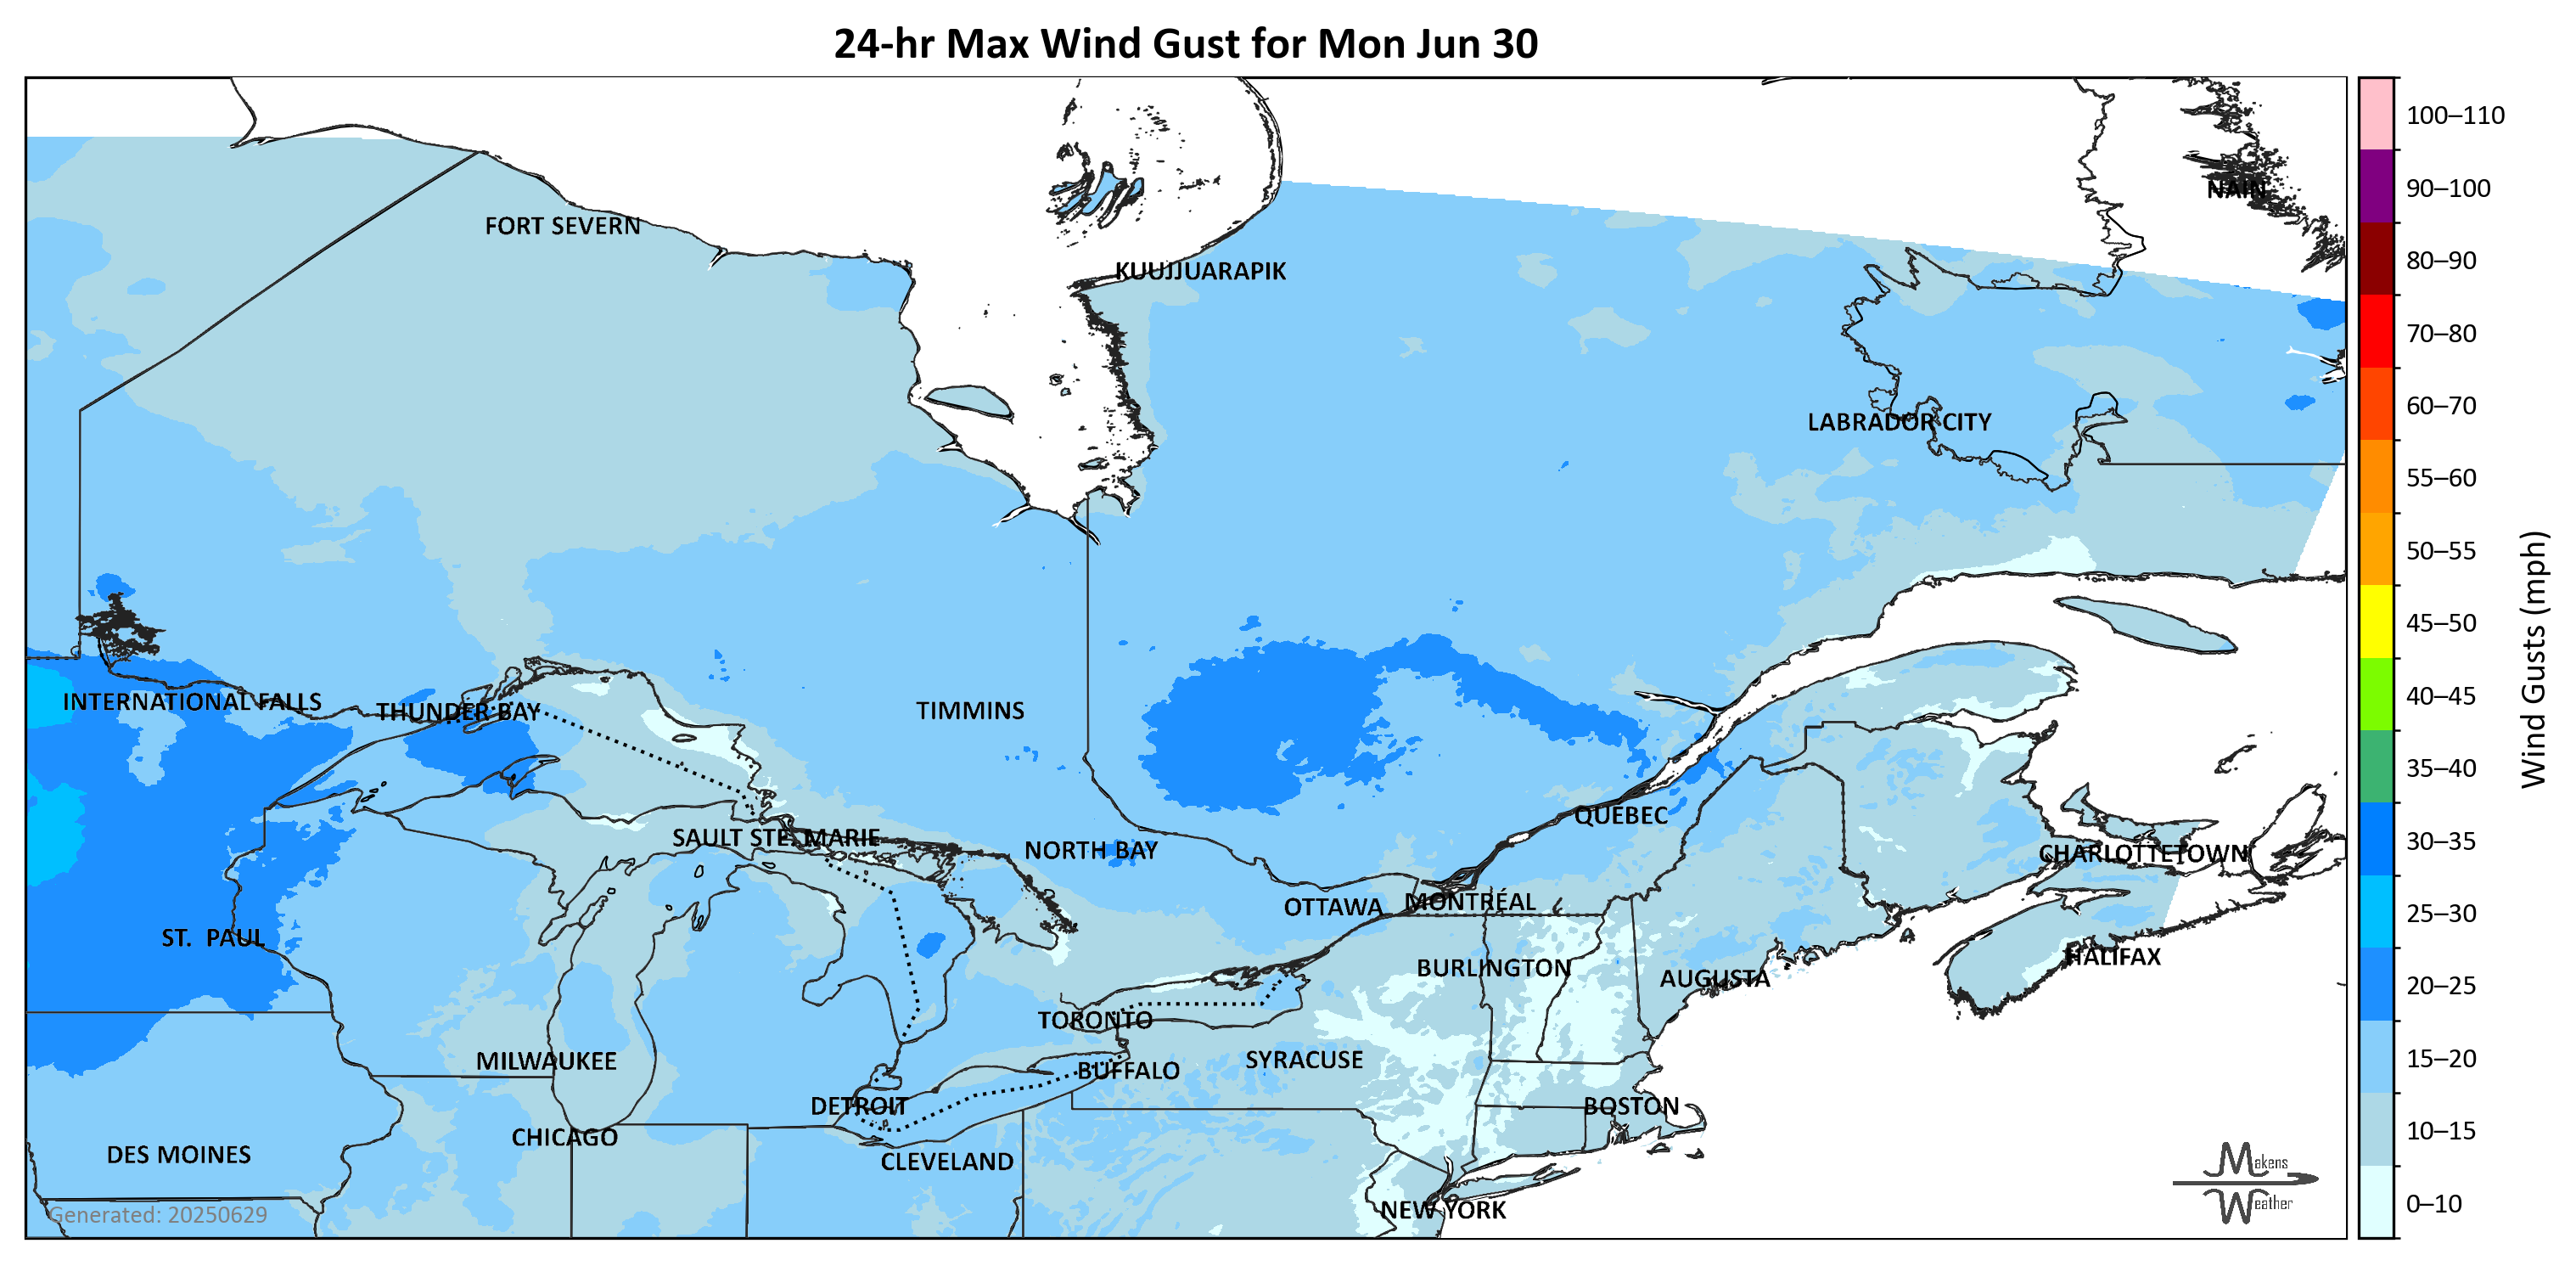 24-hr Max Wind Gust for Mon Jun 30
100–110
90–100
80–90
70–80
60–70
55–60
50–55
45–50
40–45
35–40
30–35
25–30
20–25
15–20
10–15
0–10
Wind Gusts (mph)
NAIN
FORT SEVERN
KUUJJUARAPIK
LABRADOR CITY
INTERNATIONAL FALLS
THUNDER BAY
TIMMINS
QUÉBEC
SAULT STE. MARIE
NORTH BAY
CHARLOTTETOWN
OTTAWA
MONTRÉAL
ST. PAUL
HALIFAX
BURLINGTON
AUGUSTA
TORONTO
MILWAUKEE
SYRACUSE
BUFFALO
DETROIT
BOSTON
CHICAGO
DES MOINES
CLEVELAND
NEW YORK
Makens
Weather
Generated: 20250629